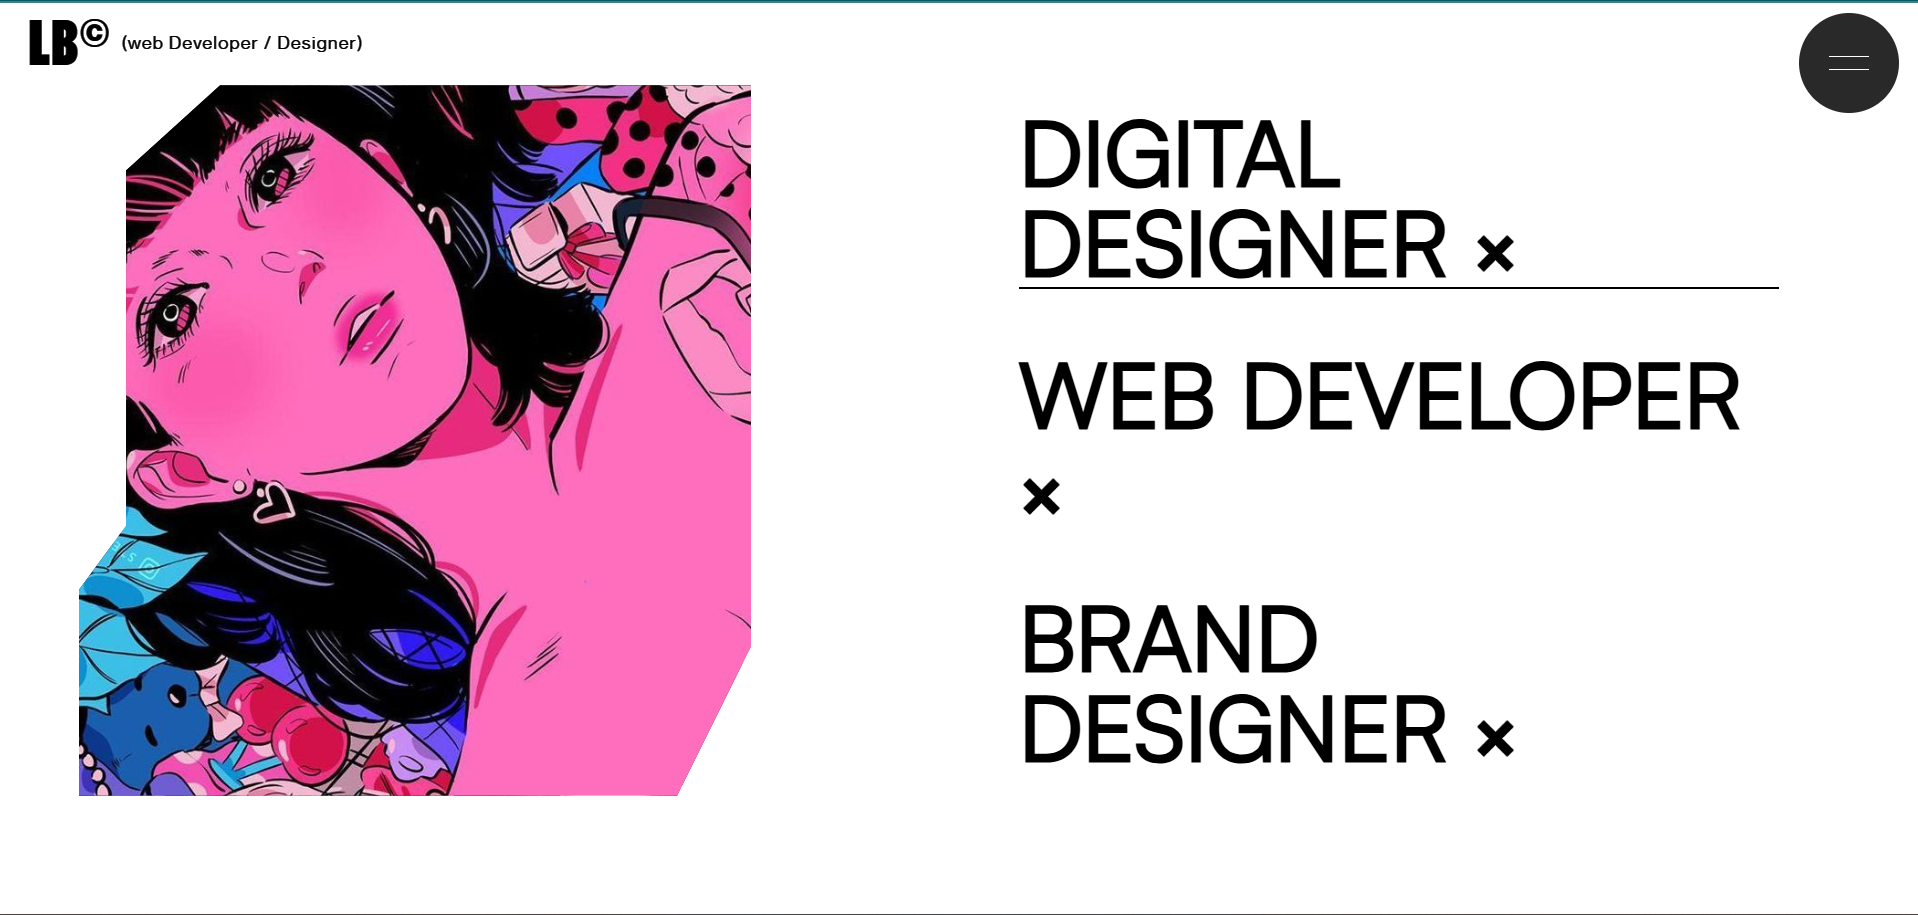 LB©
(web Developer / Designer)
DIGITAL
DESIGNER ×
WEB DEVELOPER
×
BRAND
DESIGNER ×